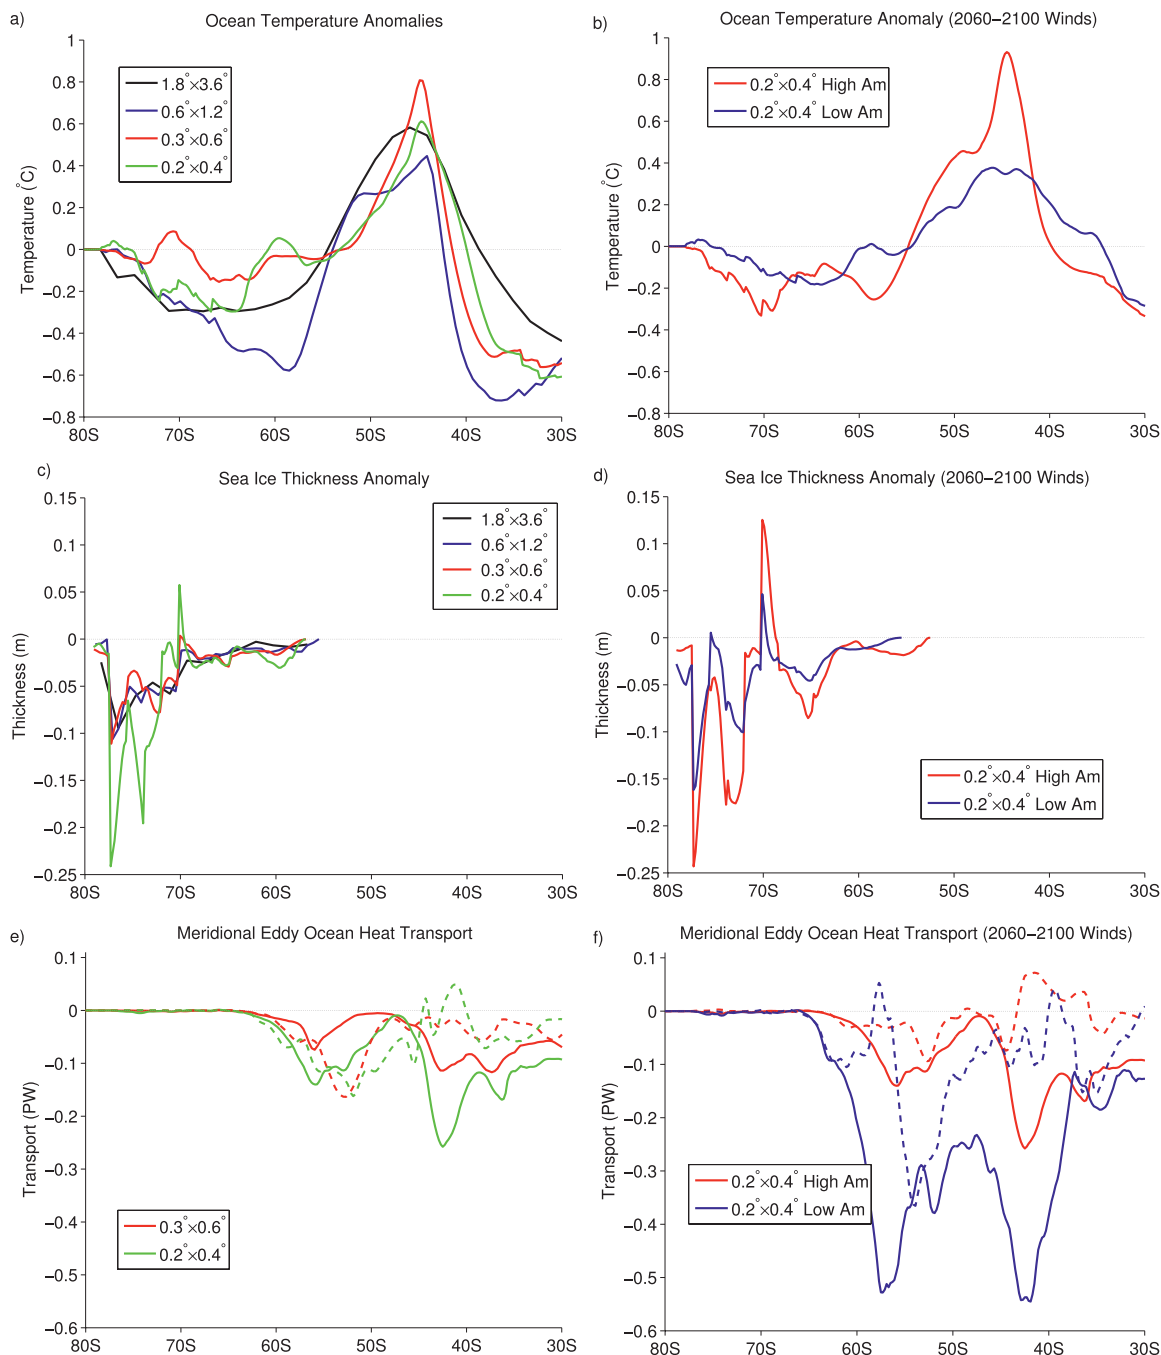 a)
Ocean Temperature Anomalies
1
0.8
0.6
0.4
0.2
0
−0.2
−0.4
−0.6
−0.8
Temperature (°C)
1.8°×3.6°
0.6°×1.2°
0.3°×0.6°
0.2°×0.4°
80S 70S 60S 50S 40S 30S
b)
Ocean Temperature Anomaly (2060−2100 Winds)
1
0.8
0.6
0.4
0.2
0
−0.2
−0.4
−0.6
−0.8
Temperature (°C)
0.2°×0.4° High Am
0.2°×0.4° Low Am
80S 70S 60S 50S 40S 30S
c)
Sea Ice Thickness Anomaly
0.15
0.1
0.05
0
−0.05
−0.1
−0.15
−0.2
−0.25
Thickness (m)
1.8°×3.6°
0.6°×1.2°
0.3°×0.6°
0.2°×0.4°
80S 70S 60S 50S 40S 30S
d)
Sea Ice Thickness Anomaly (2060−2100 Winds)
0.15
0.1
0.05
0
−0.05
−0.1
−0.15
−0.2
−0.25
Thickness (m)
0.2°×0.4° High Am
0.2°×0.4° Low Am
80S 70S 60S 50S 40S 30S
e)
Meridional Eddy Ocean Heat Transport
0.1
0
−0.1
−0.2
−0.3
−0.4
−0.5
−0.6
Transport (PW)
0.3°×0.6°
0.2°×0.4°
80S 70S 60S 50S 40S 30S
f)
Meridional Eddy Ocean Heat Transport (2060−2100 Winds)
0.1
0
−0.1
−0.2
−0.3
−0.4
−0.5
−0.6
Transport (PW)
0.2°×0.4° High Am
0.2°×0.4° Low Am
80S 70S 60S 50S 40S 30S